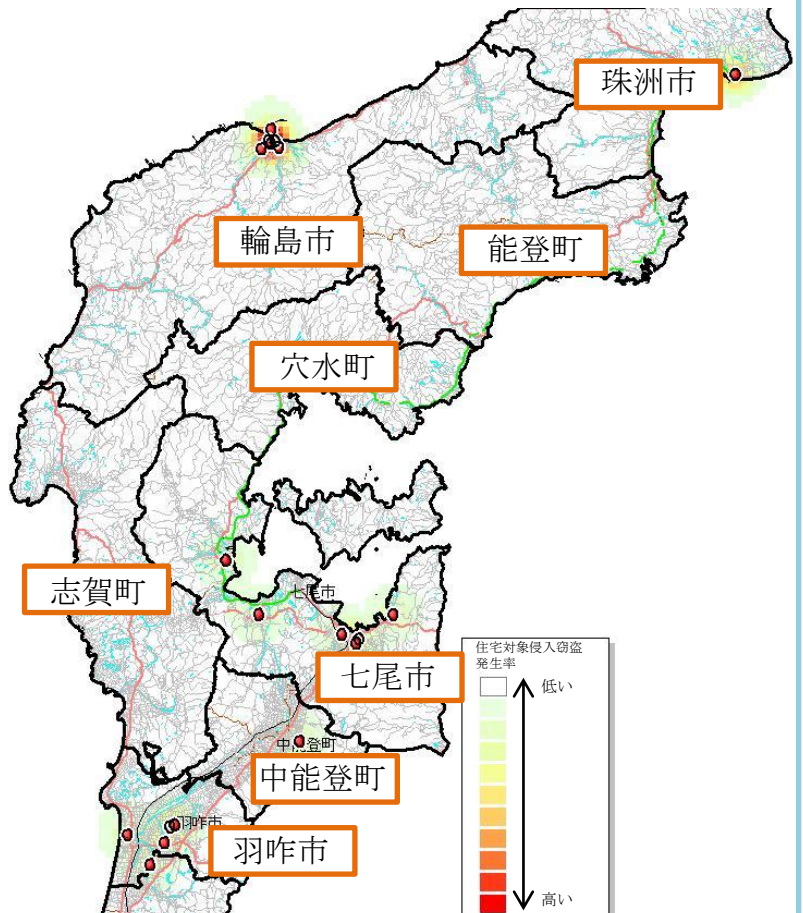 珠洲市
輪島市
能登町
穴水町
志賀町
七尾市
七尾市
住宅対象侵入窃盗
発生率
低い
高い
中能登町
中能登町
羽咋市
羽咋市